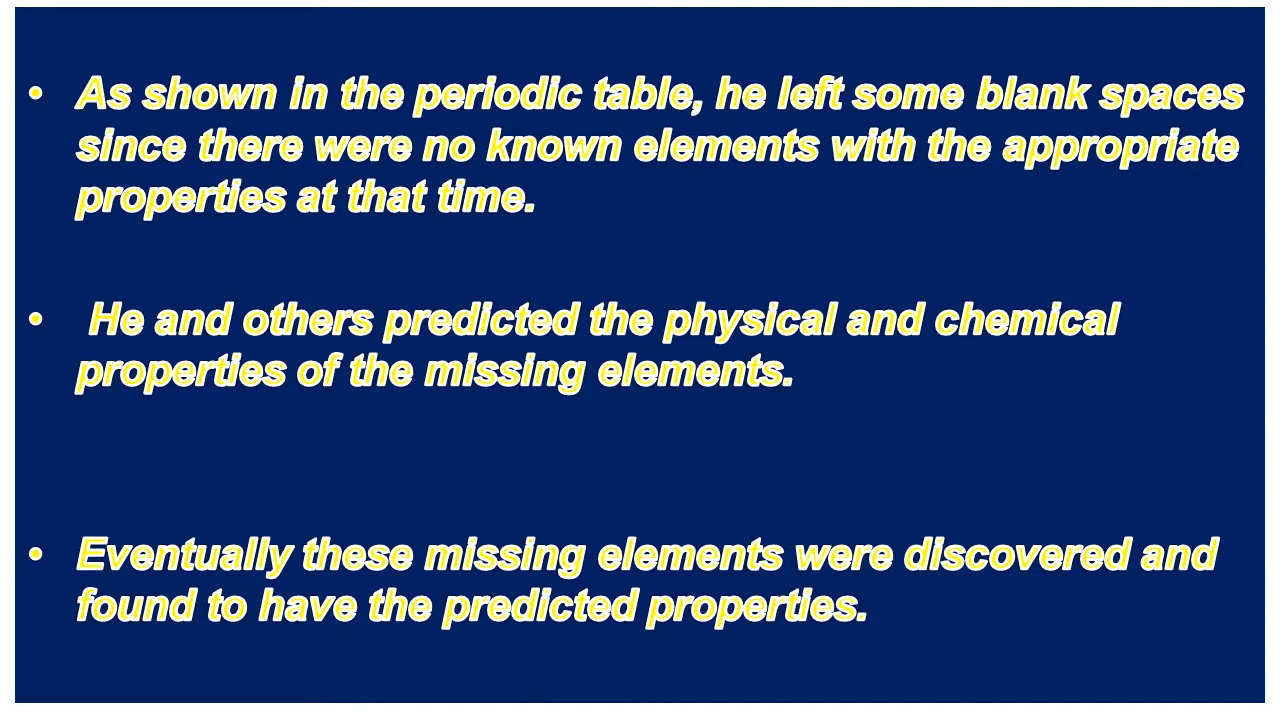 • As shown in the periodic table, he left some blank spaces
since there were no known elements with the appropriate
properties at that time.
• He and others predicted the physical and chemical
properties of the missing elements.
• Eventually these missing elements were discovered and
found to have the predicted properties.